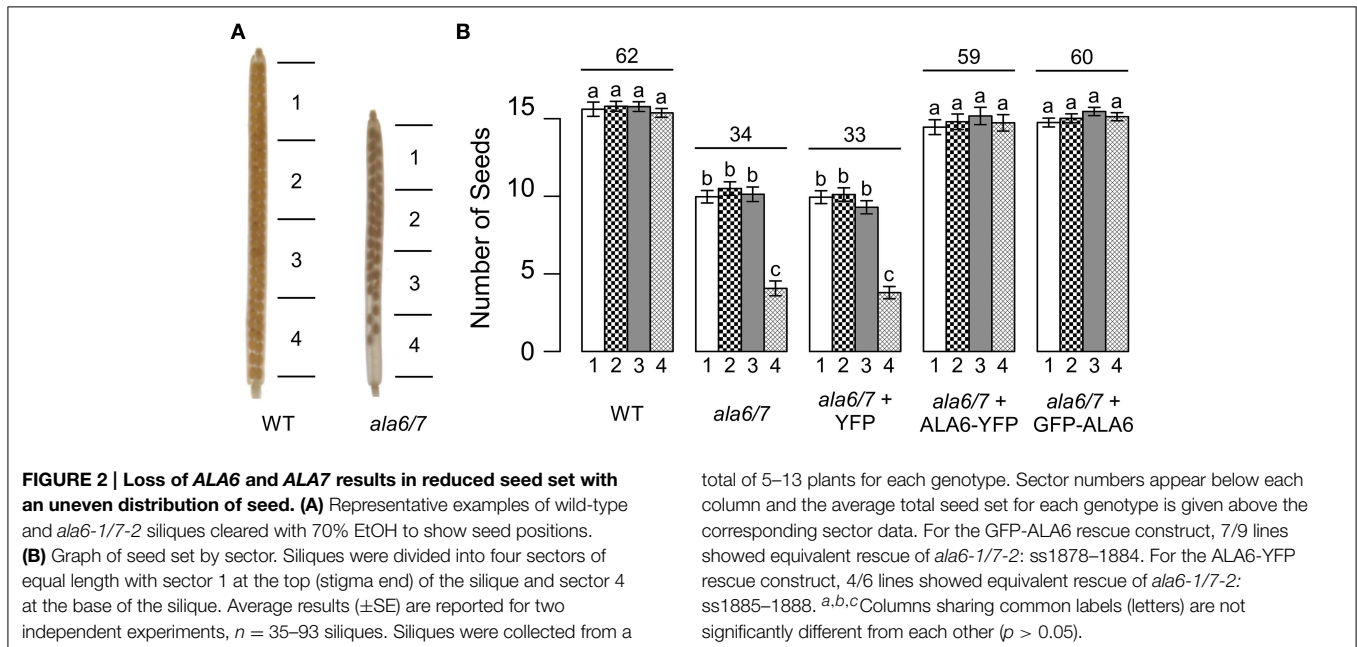 A
B
1
2
3
4
WT
1
2
3
4
ala6/7
Number of Seeds
15
10
5
0
62
a a a a
1 2 3 4
WT
34
b b b c
1 2 3 4
ala6/7
33
b b b c
1 2 3 4
ala6/7 +
YFP
59
a a a a
1 2 3 4
ala6/7 +
ALA6-YFP
60
a a a a
1 2 3 4
ala6/7 +
GFP-ALA6
FIGURE 2 | Loss of ALA6 and ALA7 results in reduced seed set with
an uneven distribution of seed. (A) Representative examples of wild-type
and ala6-1/7-2 siliques cleared with 70% EtOH to show seed positions.
(B) Graph of seed set by sector. Siliques were divided into four sectors of
equal length with sector 1 at the top (stigma end) of the silique and sector 4
at the base of the silique. Average results (±SE) are reported for two
independent experiments, n = 35–93 siliques. Siliques were collected from a
total of 5–13 plants for each genotype. Sector numbers appear below each
column and the average total seed set for each genotype is given above the
corresponding sector data. For the GFP-ALA6 rescue construct, 7/9 lines
showed equivalent rescue of ala6-1/7-2: ss1878–1884. For the ALA6-YFP
rescue construct, 4/6 lines showed equivalent rescue of ala6-1/7-2:
ss1885–1888. a,b,cColumns sharing common labels (letters) are not
significantly different from each other (p > 0.05).